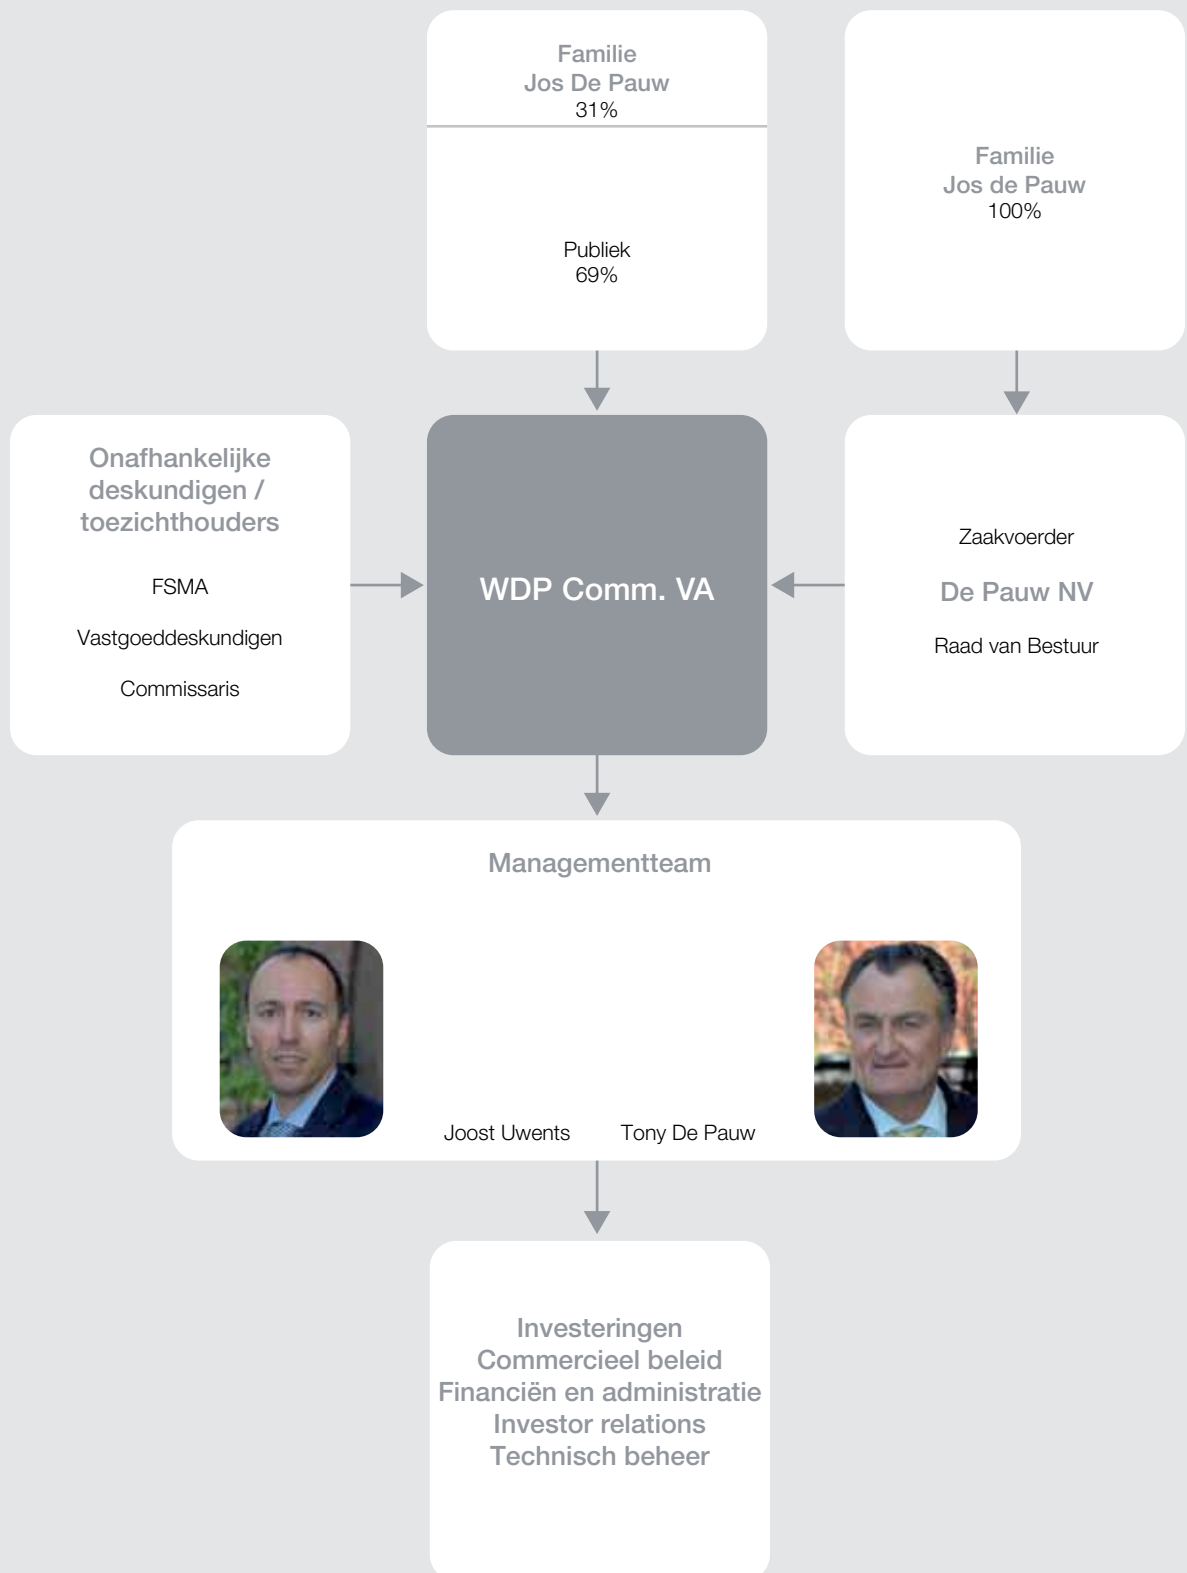 Familie
Jos De Pauw
31%
Publiek
69%
Familie
Jos de Pauw
100%
Onafhankelijke
deskundigen /
toezichthouders
FSMA
Vastgoeddeskundigen
Commissaris
WDP Comm. VA
Zaakvoerder
De Pauw NV
Raad van Bestuur
Managementteam
Joost Uwents
Tony De Pauw
Investeringen
Commercieel beleid
Financiën en administratie
Investor relations
Technisch beheer